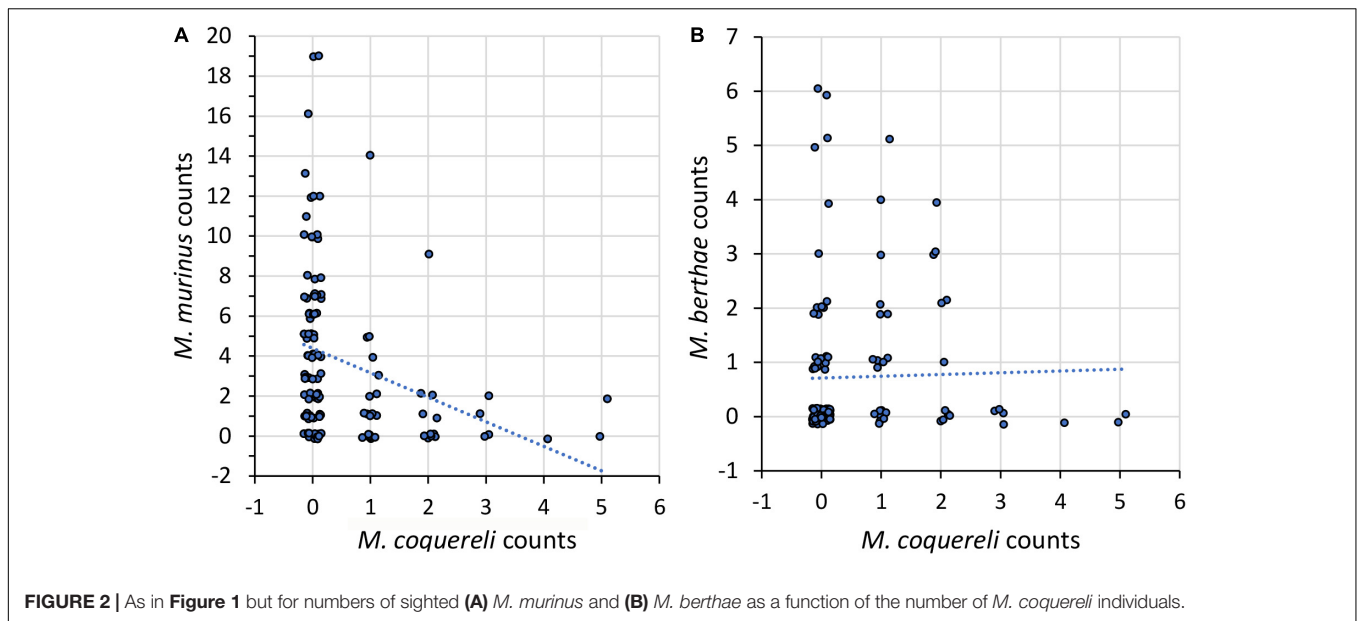 A
20
18
16
14
12
10
8
6
4
2
0
-2
M. murinus counts
-1 0 1 2 3 4 5 6
M. coquereli counts
B
7
6
5
4
3
2
1
0
-1
M. berthae counts
-1 0 1 2 3 4 5 6
M. coquereli counts
FIGURE 2 | As in Figure 1 but for numbers of sighted (A) M. murinus and (B) M. berthae as a function of the number of M. coquereli individuals.